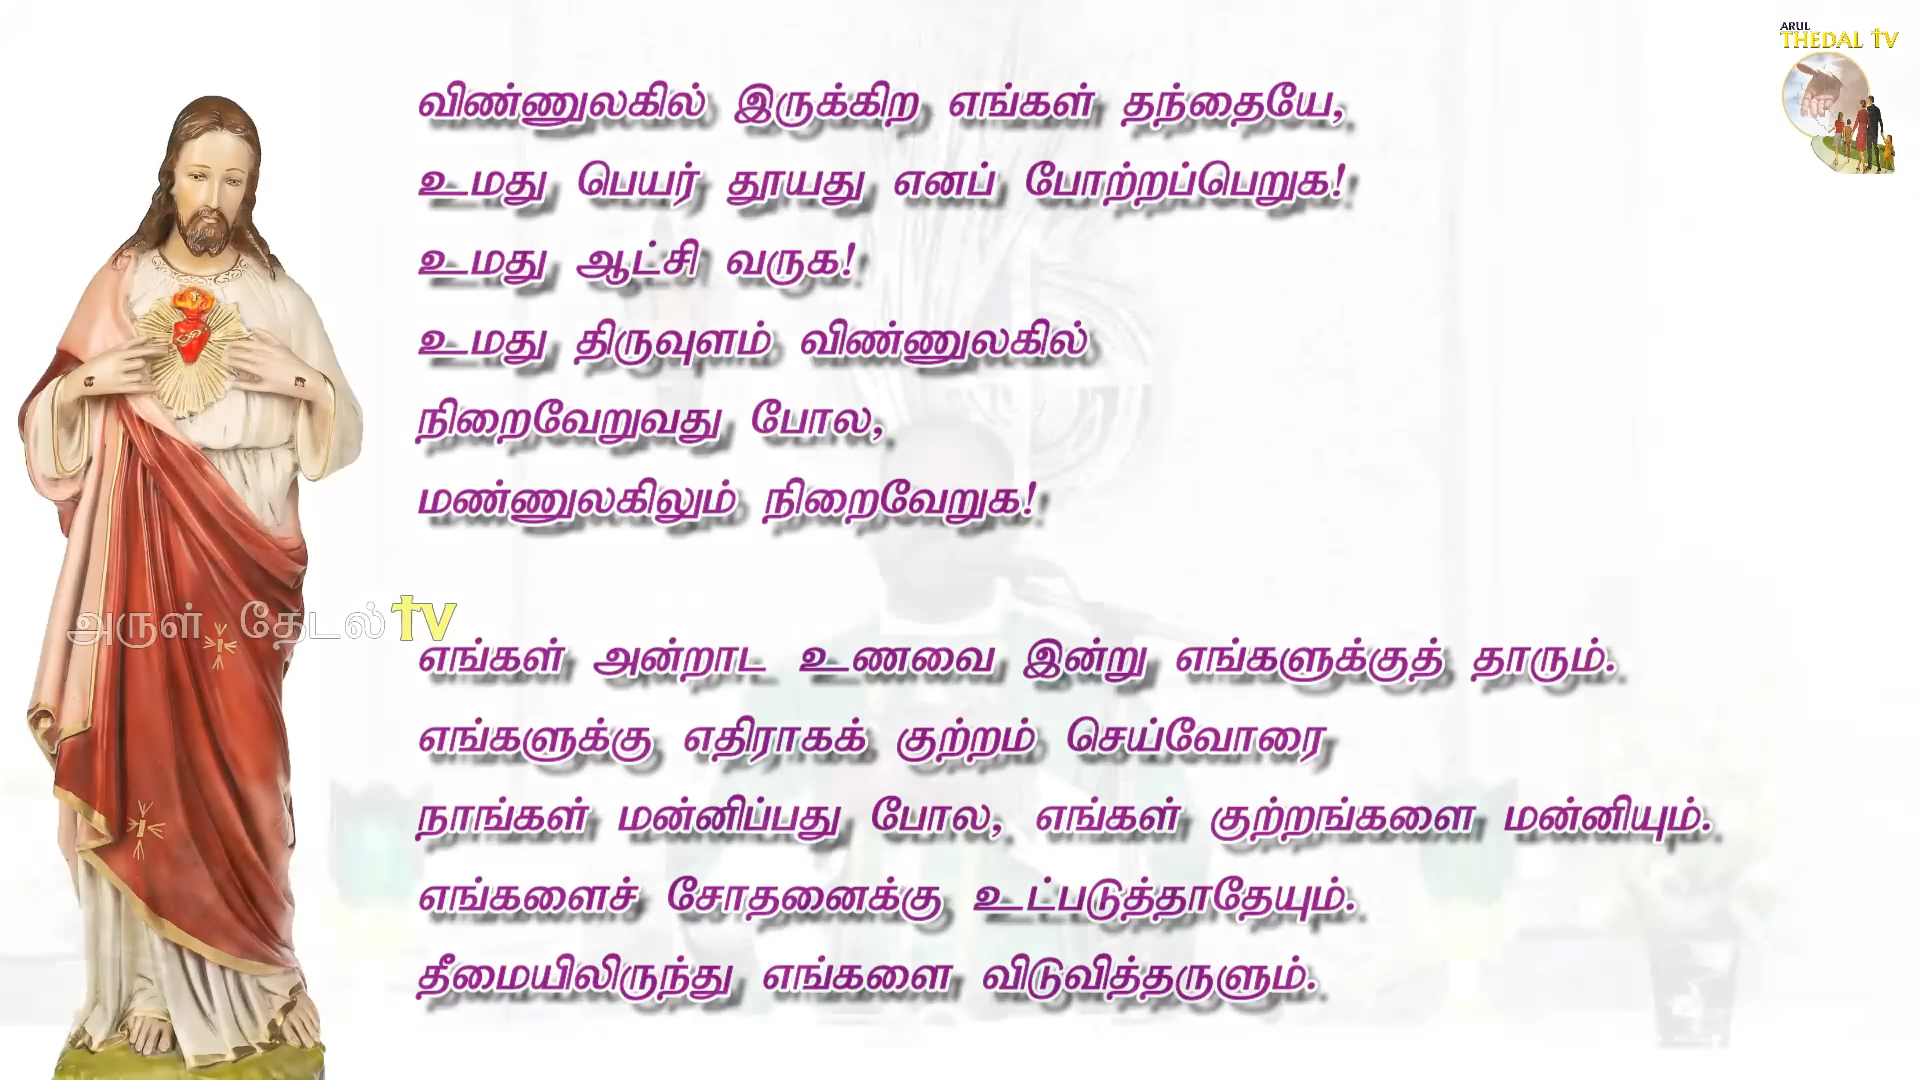 ARUL
THEDAL TV
விண்ணுலகில் இருக்கிற எங்கள் தந்தையே,
உமது பெயர் தூயது எனப் போற்றப்பெறுக!
உமது ஆட்சி வருக!
உமது திருவுளம் விண்ணுலகில்
நிறைவேறுவது போல,
மண்ணுலகிலும் நிறைவேறுக!
அருள் தேடல் TV
எங்கள் அன்றாட உணவை இன்று எங்களுக்குத் தாரும்.
எங்களுக்கு எதிராகக் குற்றம் செய்வோரை
நாங்கள் மன்னிப்பது போல, எங்கள் குற்றங்களை மன்னியும்.
எங்களைச் சோதனைக்கு உட்படுத்தாதேயும்.
தீமையிலிருந்து எங்களை விடுவித்தருளும்.